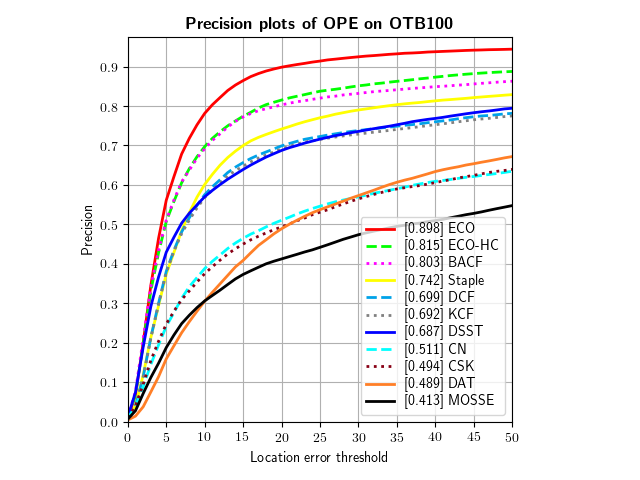 Precision plots of OPE on OTB100
Precision
0.9
0.8
0.7
0.6
0.5
0.4
0.3
0.2
0.1
0.0
[0.898] ECO
[0.815] ECO-HC
[0.803] BACF
[0.742] Staple
[0.699] DCF
[0.692] KCF
[0.687] DSST
[0.511] CN
[0.494] CSK
[0.489] DAT
[0.413] MOSSE
0 5 10 15 20 25 30 35 40 45 50
Location error threshold